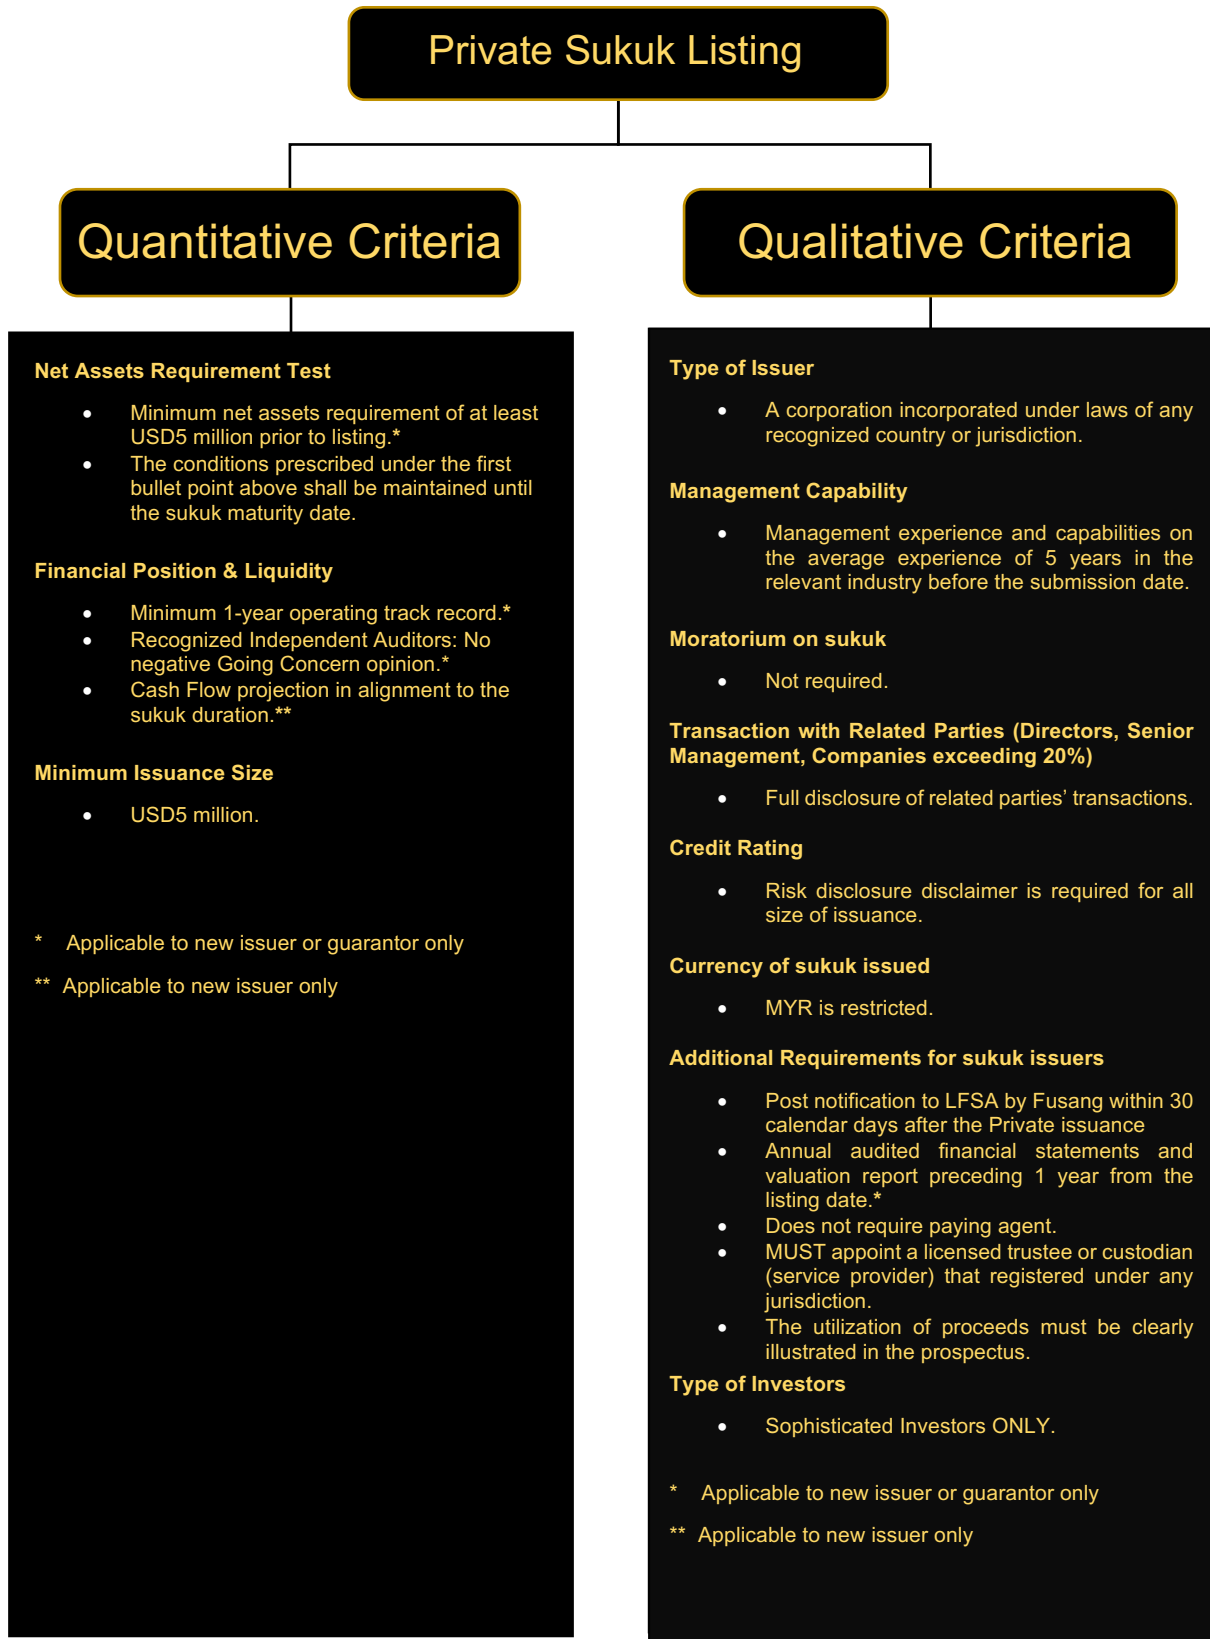 Private Sukuk Listing
Quantitative Criteria
Net Assets Requirement Test
• Minimum net assets requirement of at least
USD5 million prior to listing.*
• The conditions prescribed under the first
bullet point above shall be maintained until
the sukuk maturity date.
Financial Position & Liquidity
• Minimum 1-year operating track record.*
• Recognized Independent Auditors: No
negative Going Concern opinion.*
• Cash Flow projection in alignment to the
sukuk duration.**
Minimum Issuance Size
• USD5 million.
* Applicable to new issuer or guarantor only
** Applicable to new issuer only
Qualitative Criteria
Type of Issuer
• A corporation incorporated under laws of any
recognized country or jurisdiction.
Management Capability
• Management experience and capabilities on
the average experience of 5 years in the
relevant industry before the submission date.
Moratorium on sukuk
• Not required.
Transaction with Related Parties (Directors, Senior
Management, Companies exceeding 20%)
• Full disclosure of related parties’ transactions.
Credit Rating
• Risk disclosure disclaimer is required for all
size of issuance.
Currency of sukuk issued
• MYR is restricted.
Additional Requirements for sukuk issuers
• Post notification to LFSA by Fusang within 30
calendar days after the Private issuance
• Annual audited financial statements and
valuation report preceding 1 year from the
listing date.*
• Does not require paying agent.
• MUST appoint a licensed trustee or custodian
(service provider) that registered under any
jurisdiction.
• The utilization of proceeds must be clearly
illustrated in the prospectus.
Type of Investors
• Sophisticated Investors ONLY.
* Applicable to new issuer or guarantor only
** Applicable to new issuer only